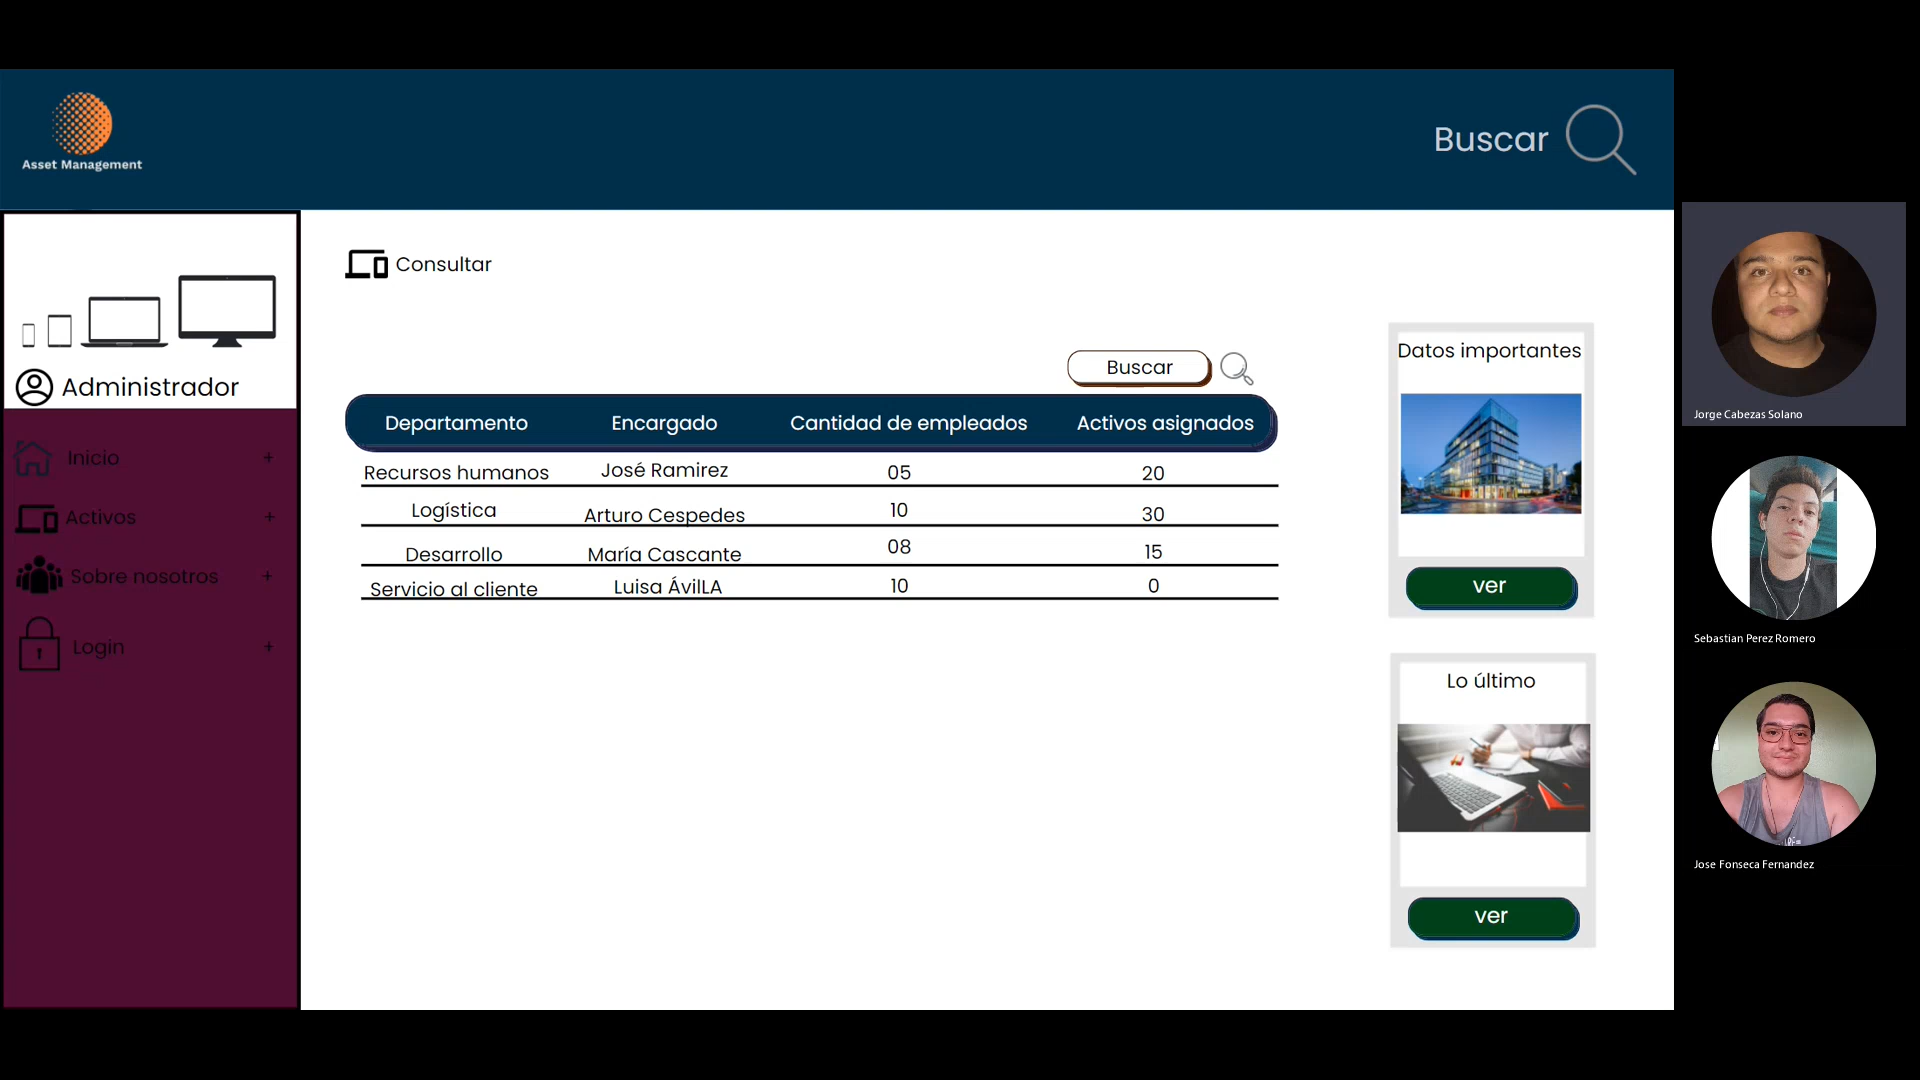 Asset Management
Buscar
Administrador
Inicio +
Activos +
Sobre nosotros +
Login +
Consultar
Buscar
Departamento Encargado Cantidad de empleados Activos asignados
Recursos humanos José Ramirez 05 20
Logística Arturo Cespedes 10 30
Desarrollo María Cascante 08 15
Servicio al cliente Luisa ÁvilLA 10 0
Datos importantes
ver
Lo último
ver
Jorge Cabezas Solano
Sebastian Perez Romero
Jose Fonseca Fernandez